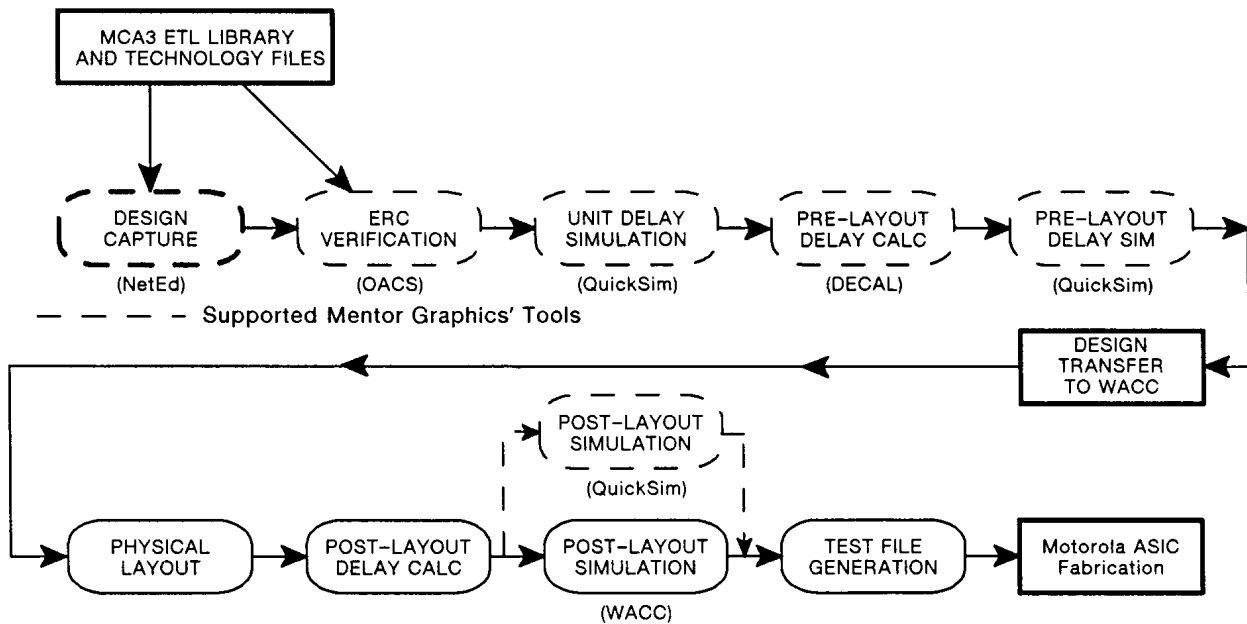 MCA3 ETL LIBRARY
AND TECHNOLOGY FILES
DESIGN
CAPTURE
(NetEd)
ERC
VERIFICATION
(OACS)
UNIT DELAY
SIMULATION
(QuickSim)
PRE-LAYOUT
DELAY CALC
(DECAL)
PRE-LAYOUT
DELAY SIM
(QuickSim)
Supported Mentor Graphics' Tools
DESIGN
TRANSFER
TO WACC
POST-LAYOUT
SIMULATION
(QuickSim)
PHYSICAL
LAYOUT
POST-LAYOUT
DELAY CALC
POST-LAYOUT
SIMULATION
(WACC)
TEST FILE
GENERATION
Motorola ASIC
Fabrication